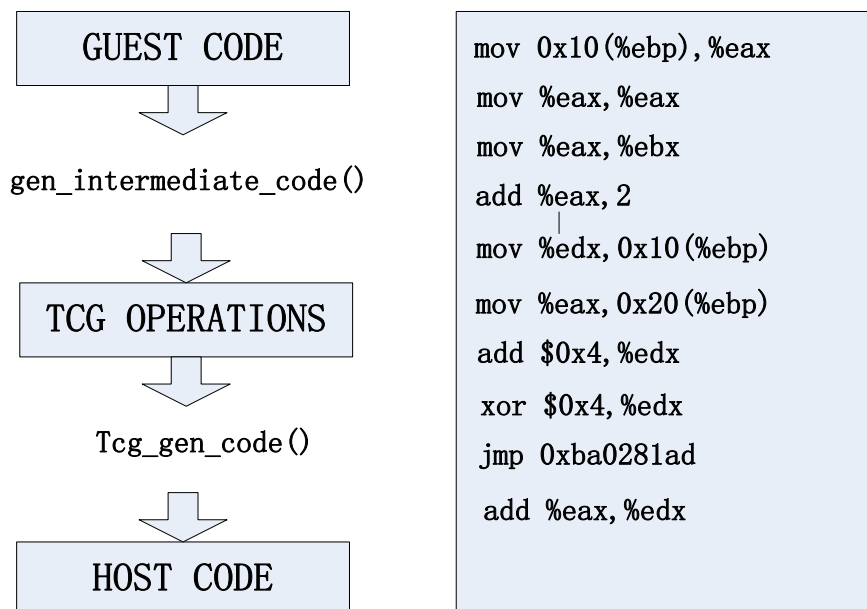 GUEST CODE
gen_intermediate_code()
TCG OPERATIONS
Tcg_gen_code()
HOST CODE
mov 0x10(%ebp),%eax
mov %eax,%eax
mov %eax,%ebx
add %eax,2
mov %edx,0x10(%ebp)
mov %eax,0x20(%ebp)
add $0x4,%edx
xor $0x4,%edx
jmp 0xba0281ad
add %eax,%edx